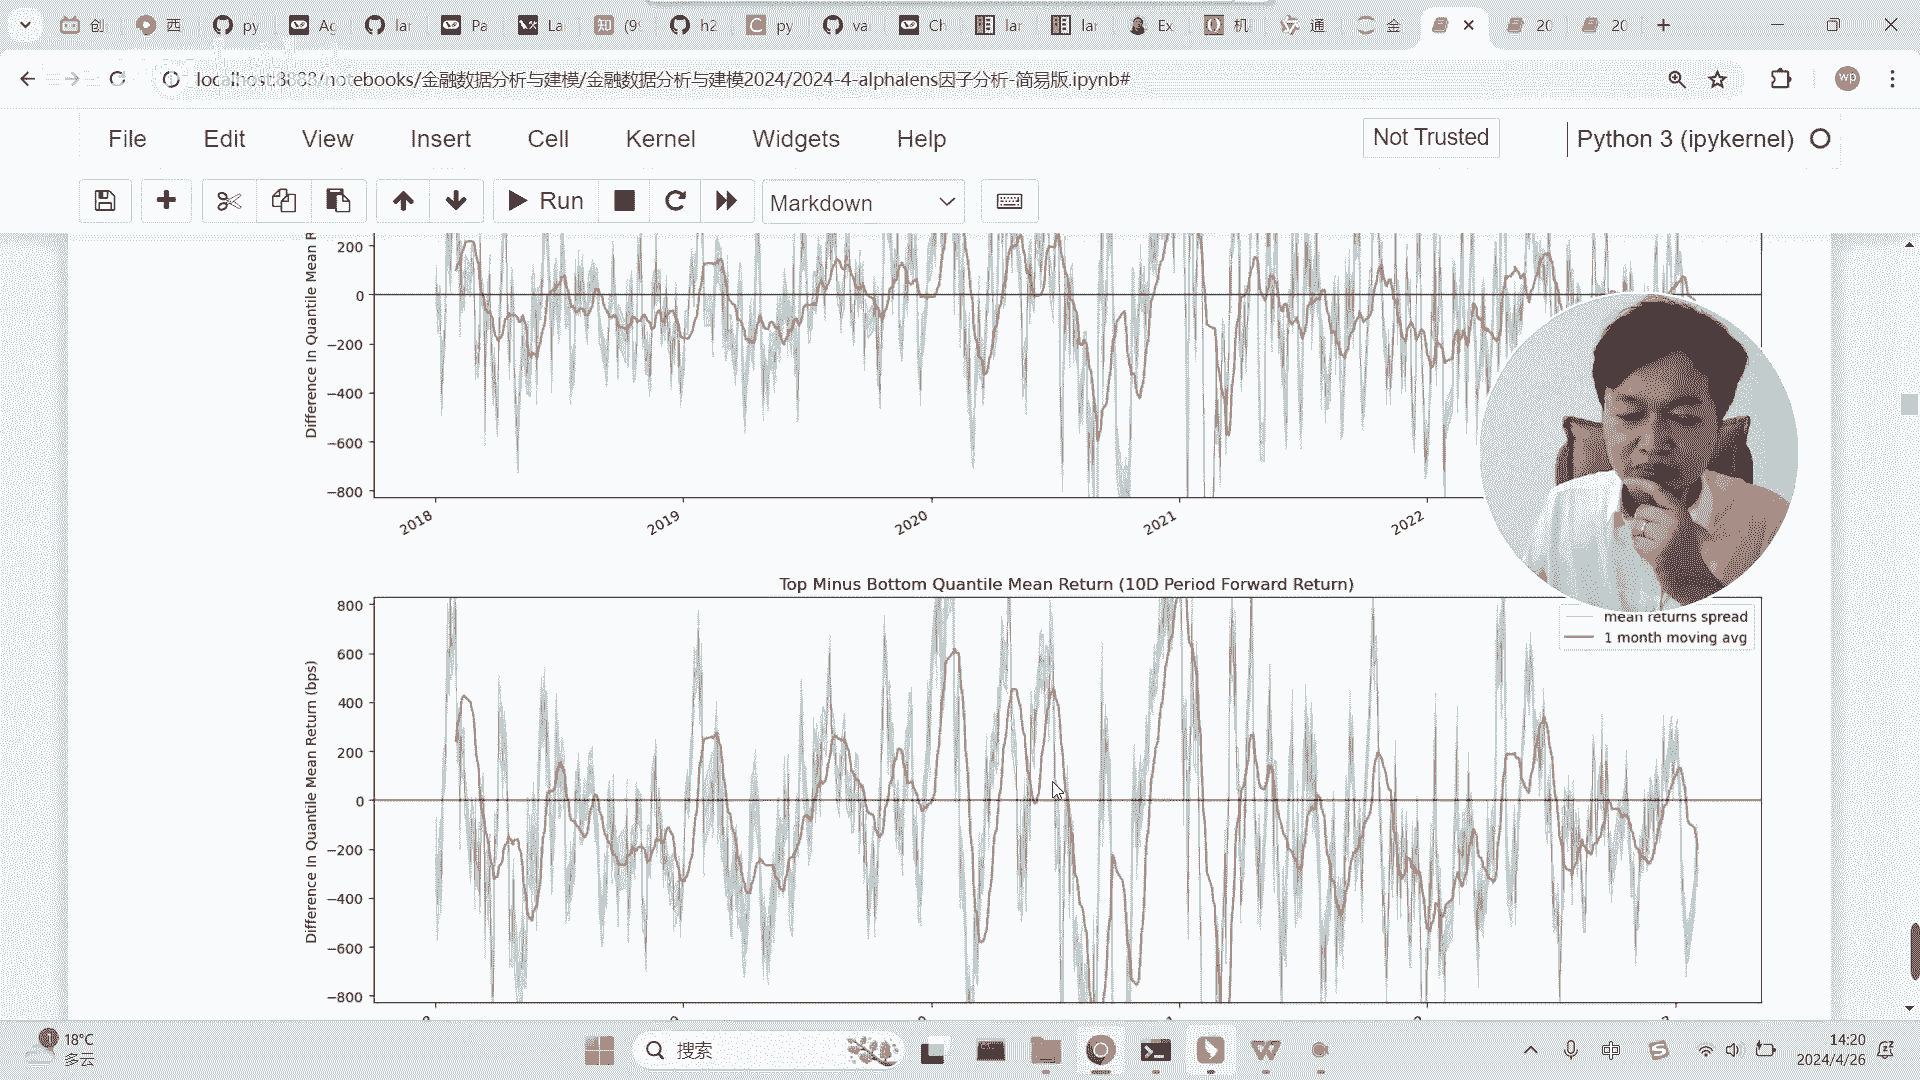 创
西
py
Ag
lar
Pa
La
(99
h2
py
va
Ch
lar
lar
Ex
机
通
金
20
20
localhost:8888/notebooks/金融数据分析与建模/金融数据分析与建模2024/2024-4-alphalens因子分析-简易版.ipynb#
wp
File Edit View Insert Cell Kernel Widgets Help
Not Trusted
Python 3 (ipykernel)
Run
Markdown
Difference In Quantile Mean R
200
0
−200
−400
−600
−800
2018 2019 2020 2021 2022
Top Minus Bottom Quantile Mean Return (10D Period Forward Return)
mean returns spread
1 month moving avg
Difference In Quantile Mean Return (bps)
800
600
400
200
0
−200
−400
−600
−800
18°C
多云
搜索
中
14:20
2024/4/26